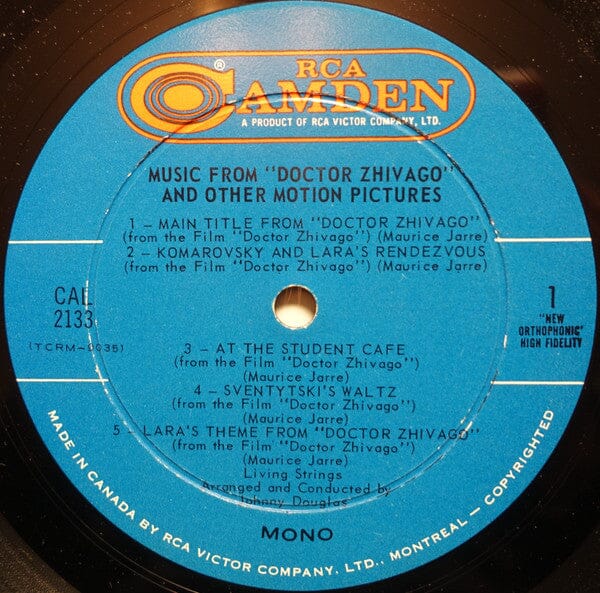 RCA
CAMDEN
®
A PRODUCT OF RCA VICTOR COMPANY, LTD.
MUSIC FROM "DOCTOR ZHIVAGO"
AND OTHER MOTION PICTURES
1 – MAIN TITLE FROM "DOCTOR ZHIVAGO"
(from the Film "Doctor Zhivago") (Maurice Jarre)
2 – KOMAROVSKY AND LARA'S RENDEZVOUS
(from the Film "Doctor Zhivago") (Maurice Jarre)
CAL
2133
(TCRM-0035)
1
"NEW
ORTHOPHONIC"
HIGH FIDELITY
3 – AT THE STUDENT CAFE
(from the Film "Doctor Zhivago")
(Maurice Jarre)
4 – SVENTYTSKI'S WALTZ
(from the Film "Doctor Zhivago")
(Maurice Jarre)
5 – LARA'S THEME FROM "DOCTOR ZHIVAGO"
(from the Film "Doctor Zhivago")
(Maurice Jarre)
Living Strings
Arranged and Conducted by
Johnny Douglas
MONO
MADE IN CANADA BY RCA VICTOR COMPANY, LTD., MONTREAL – COPYRIGHTED